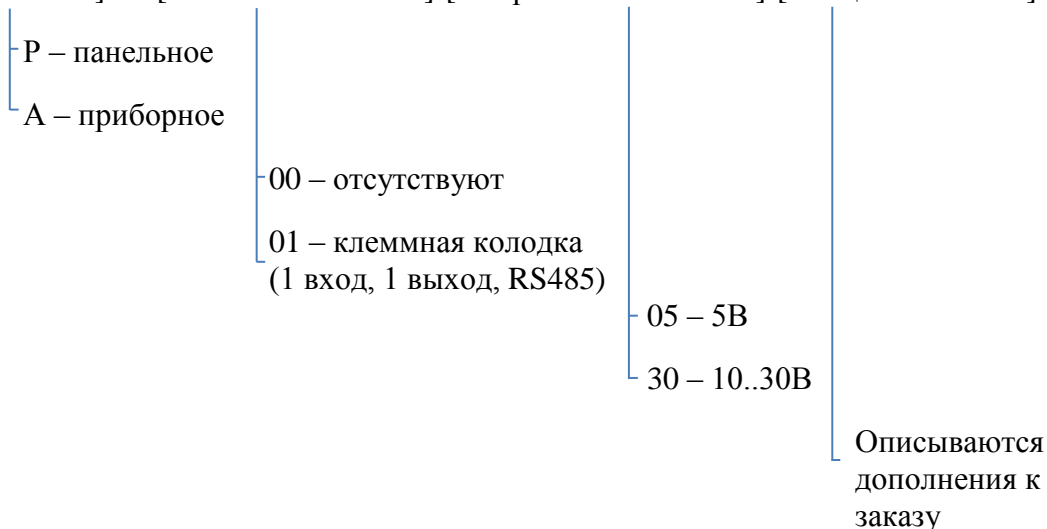 Р – панельное
А – приборное
00 – отсутствуют
01 – клеммная колодка
(1 вход, 1 выход, RS485)
05 – 5В
30 – 10..30В
Описываются
дополнения к
заказу